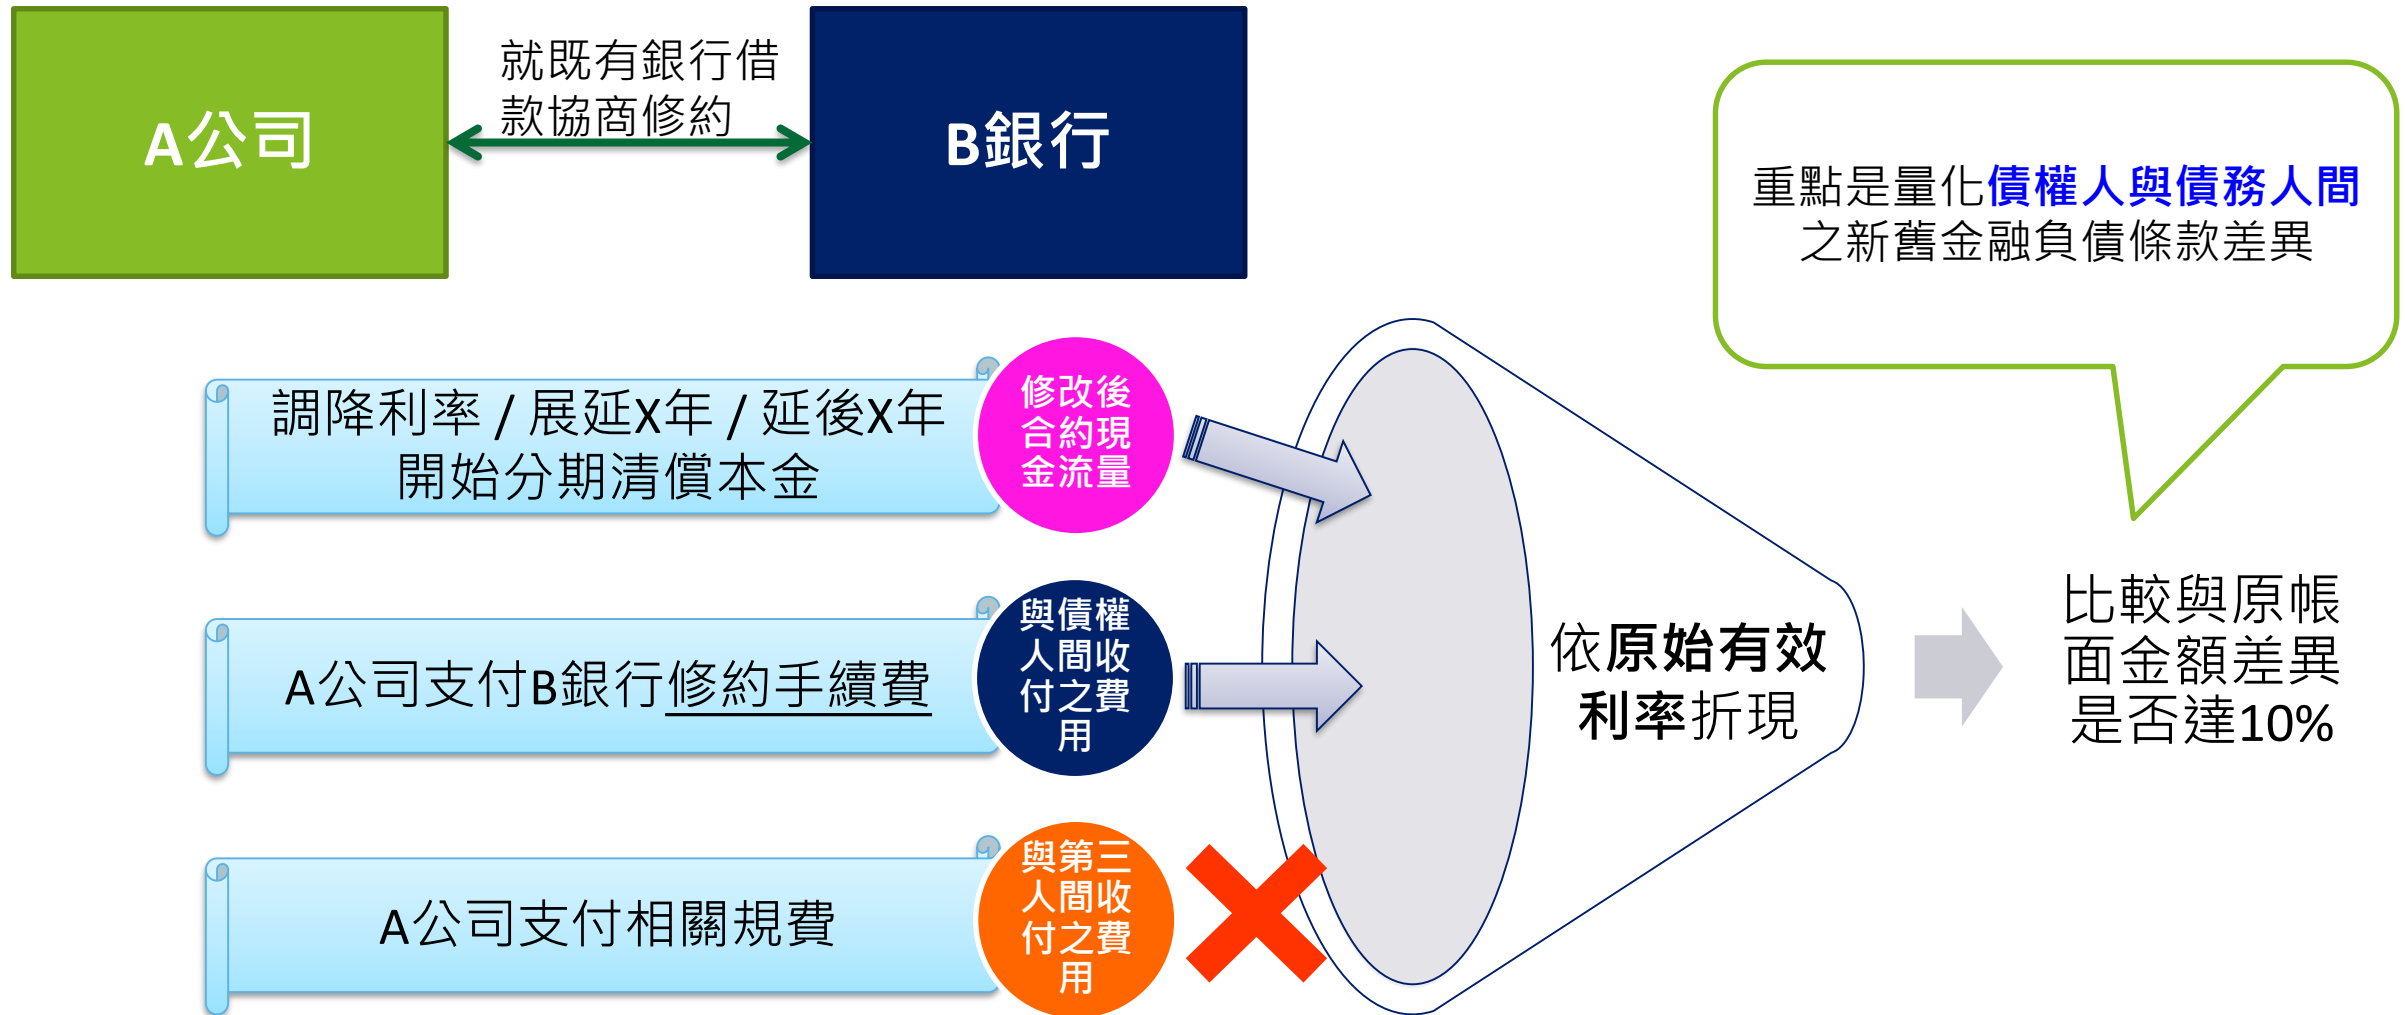 A公司
就既有銀行借
款協商修約
B銀行
重點是量化債權人與債務人間
之新舊金融負債條款差異
調降利率 / 展延X年 / 延後X年
開始分期清償本金
修改後
合約現
金流量
A公司支付B銀行修約手續費
與債權
人間收
付之費
用
A公司支付相關規費
與第三
人間收
付之費
用
依原始有效
利率折現
比較與原帳
面金額差異
是否達10%